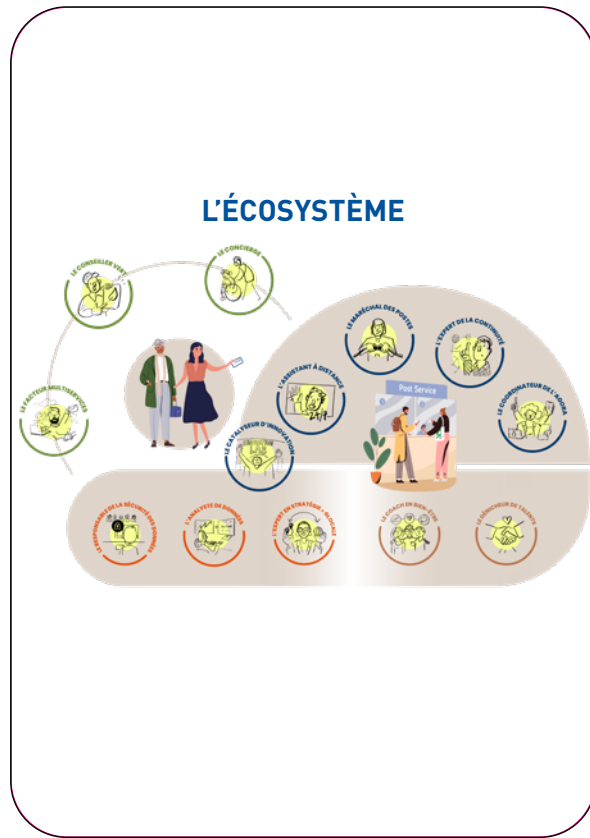 L'ÉCOSYSTÈME
LE CONSEILLER VERT
LE CONCIERGE
LE FACTEUR MULTISERVICES
LE MARÉCHAL DES POSTES
L'EXPERT DE LA CONTINUITÉ
L'ASSISTANT À DISTANCE
Post Service
LE COORDINATEUR DE L'AGORA
LE CATALYSEUR D'INNOVATION
LE RESPONSABLE DE LA SÉCURITÉ DES DONNÉES
L'ANALYSTE DE DONNÉES
L'EXPERT EN STRATÉGIE
LE COACH EN BIEN-ÊTRE
LE DÉNICHEUR DE TALENTS